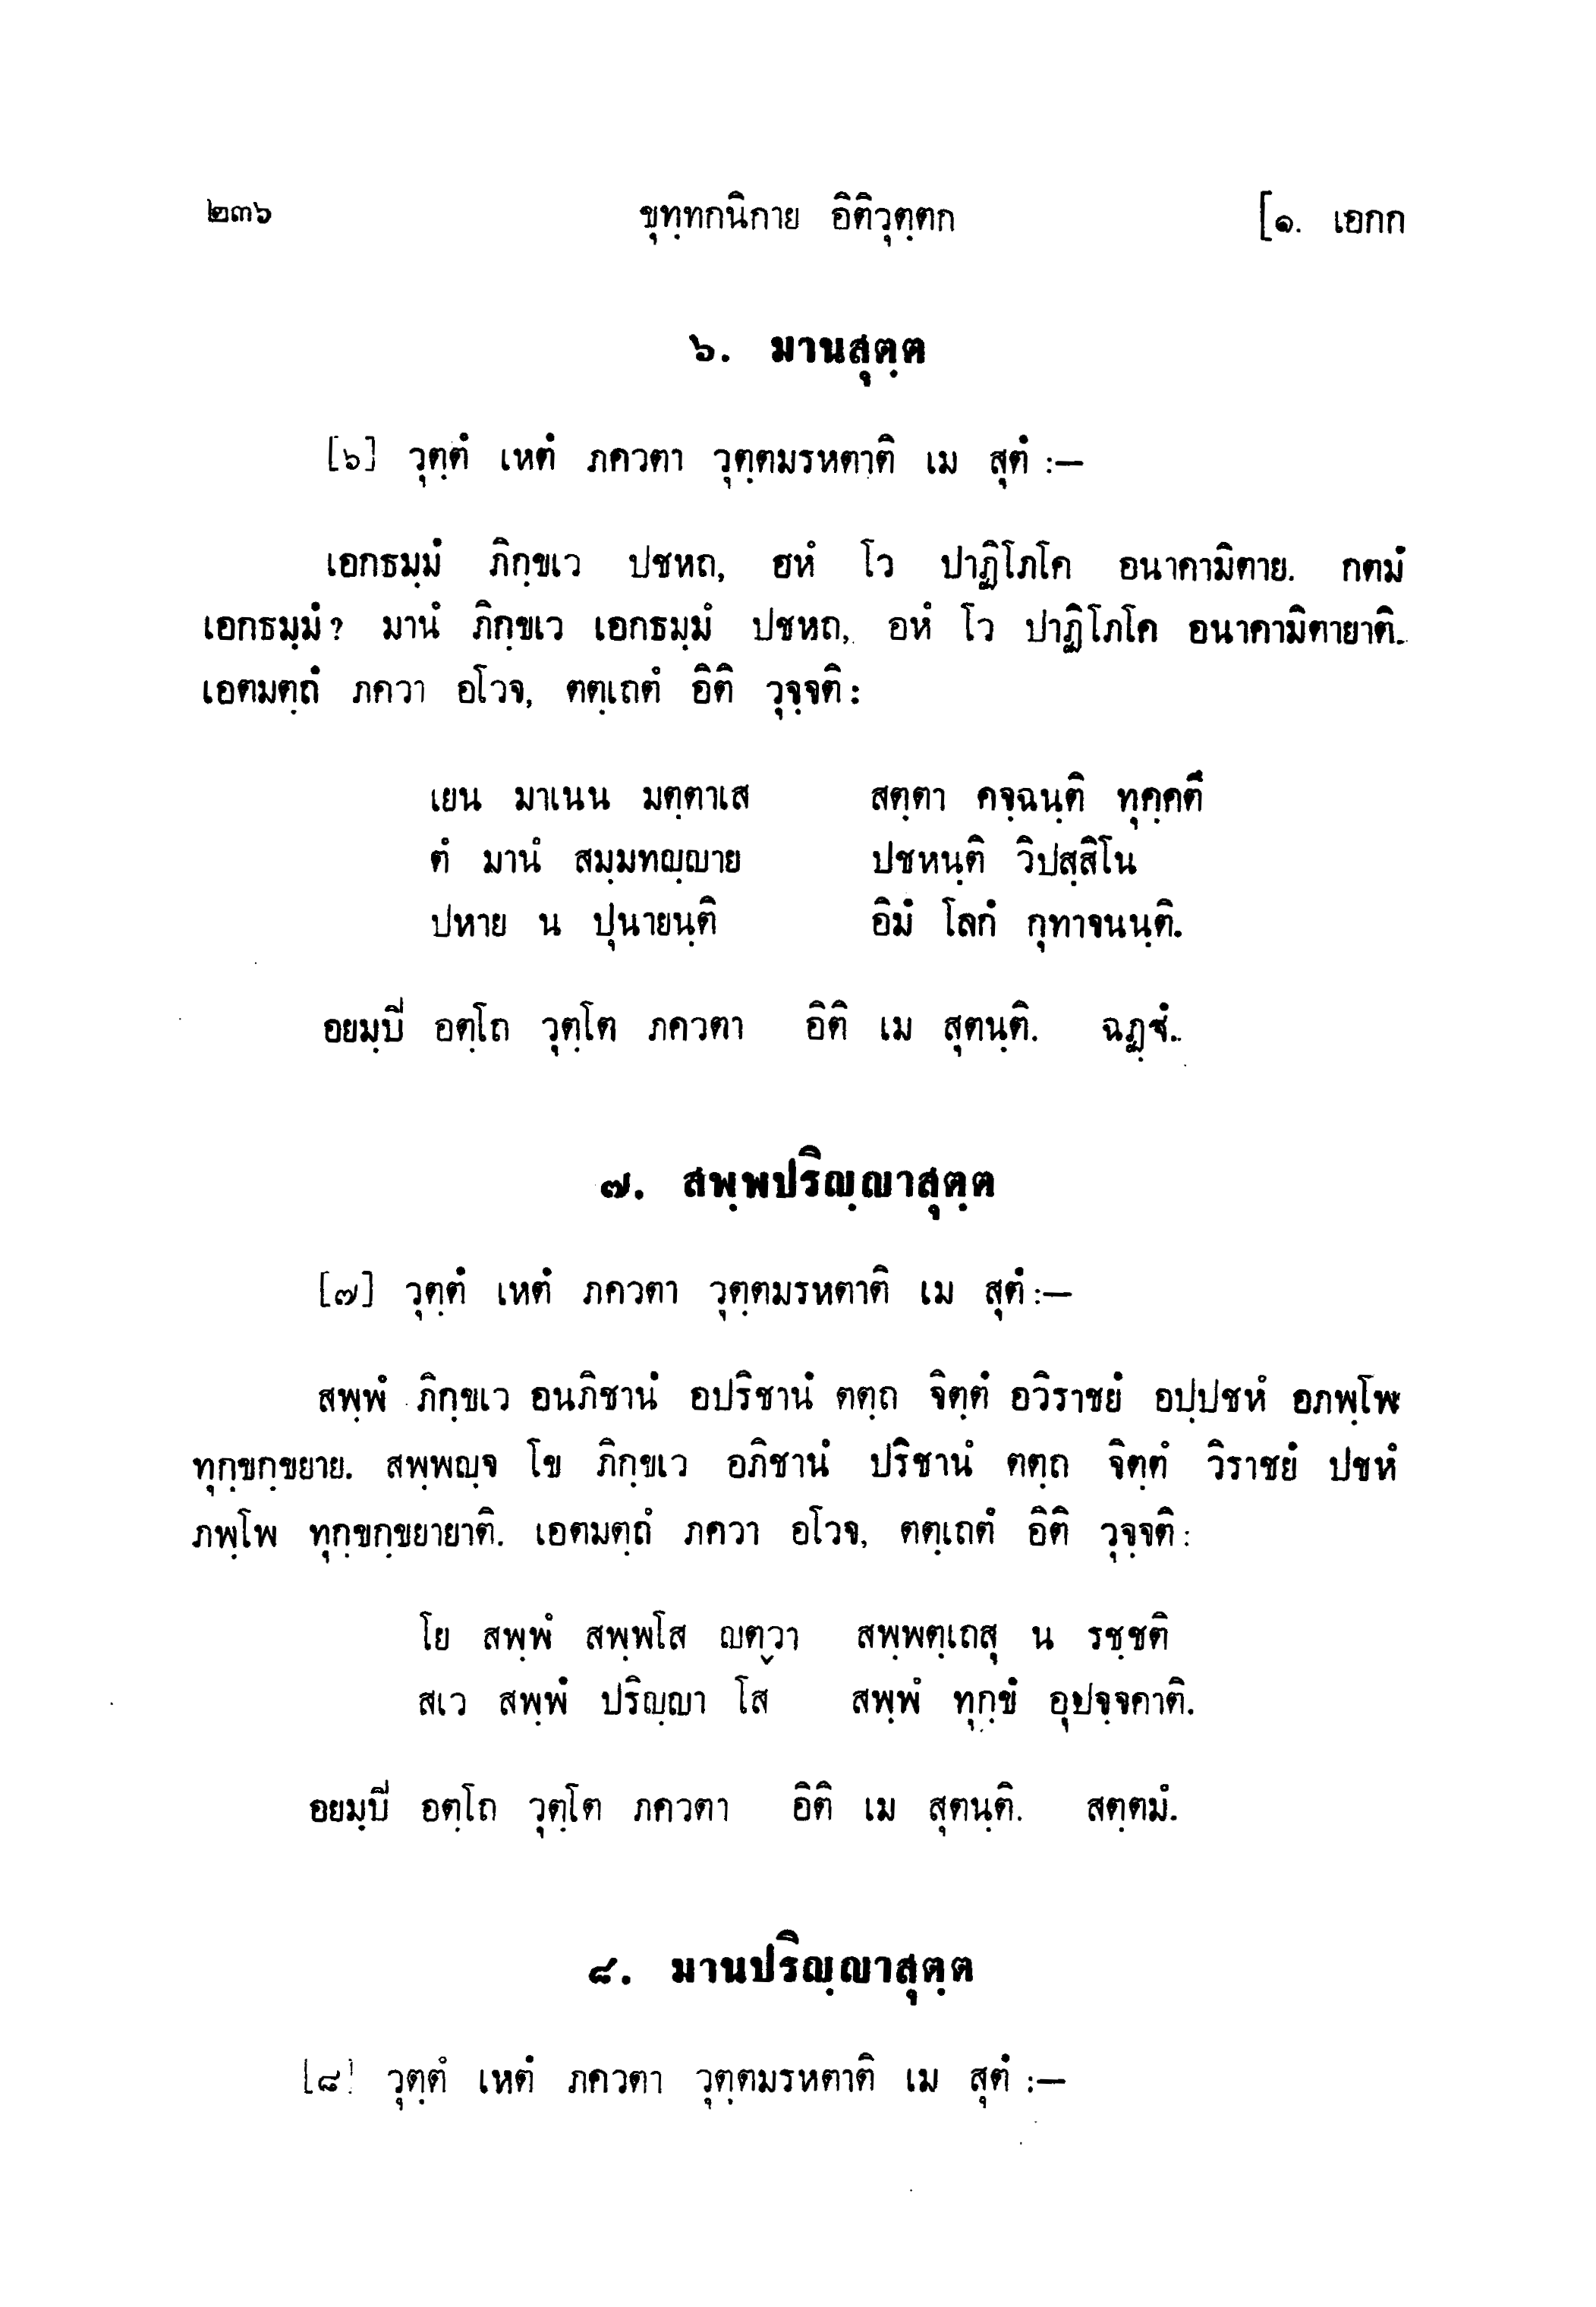 ๒๓๖ ขุทฺทกนิกาย อิติวุตฺตก [๑. เอกก
๖. มานสุตฺต
[๖] วุตฺตํ เหตํ ภควตา วุตฺตมรหตาติ เม สุตํ :—
เอกธมฺมํ ภิกฺขเว ปชหถ, อหํ โว ปาฏิโภโค อนาคามิตาย. กตมํ
เอกธมฺมํ? มานํ ภิกฺขเว เอกธมฺมํ ปชหถ, อหํ โว ปาฏิโภโค อนาคามิตายาติ.
เอตมตฺถํ ภควา อโวจ, ตตฺเถตํ อิติ วุจฺจติ :
เยน มาเนน มตฺตาเส สตฺตา คจฺฉนฺติ ทุคฺคตึ
ตํ มานํ สมฺมทญฺญาย ปชหนฺติ วิปสฺสิโน
ปหาย น ปุนายนฺติ อิมํ โลกํ กุทาจนนฺติ.
อยมฺปิ อตฺโถ วุตฺโต ภควตา อิติ เม สุตนฺติ. ฉฏฺฐํ.
๗. สพฺพปริญฺญาสุตฺต
[๗] วุตฺตํ เหตํ ภควตา วุตฺตมรหตาติ เม สุตํ :—
สพฺพํ ภิกฺขเว อนภิชานํ อปริชานํ ตตฺถ จิตฺตํ อวิราชยํ อปฺปชหํ อภพฺโพ
ทุกฺขกฺขยาย. สพฺพญฺจ โข ภิกฺขเว อภิชานํ ปริชานํ ตตฺถ จิตฺตํ วิราชยํ ปชหํ
ภพฺโพ ทุกฺขกฺขยายาติ. เอตมตฺถํ ภควา อโวจ, ตตฺเถตํ อิติ วุจฺจติ :
โย สพฺพํ สพฺพโส ญตฺวา สพฺพตฺเถสุ น รชฺชติ
สเว สพฺพํ ปริญฺญา โส สพฺพํ ทุกฺขํ อุปจฺจคาติ.
อยมฺปิ อตฺโถ วุตฺโต ภควตา อิติ เม สุตนฺติ. สตฺตมํ.
๘. มานปริญฺญาสุตฺต
[๘] วุตฺตํ เหตํ ภควตา วุตฺตมรหตาติ เม สุตํ :—